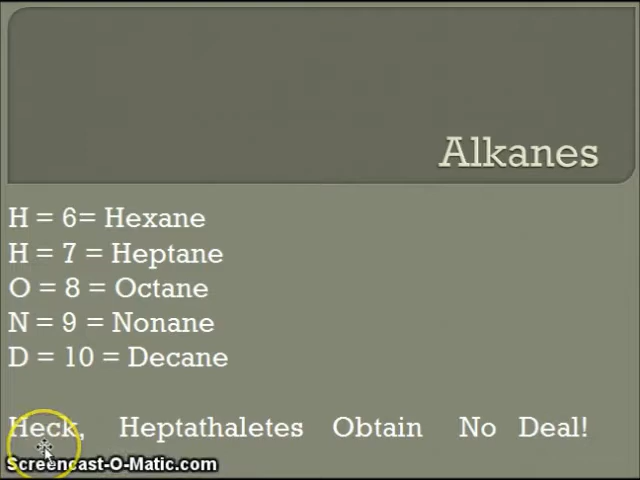 Alkanes
H = 6= Hexane
H = 7 = Heptane
O = 8 = Octane
N = 9 = Nonane
D = 10 = Decane
Heck, Heptathaletes Obtain No Deal!
Screencast-O-Matic.com